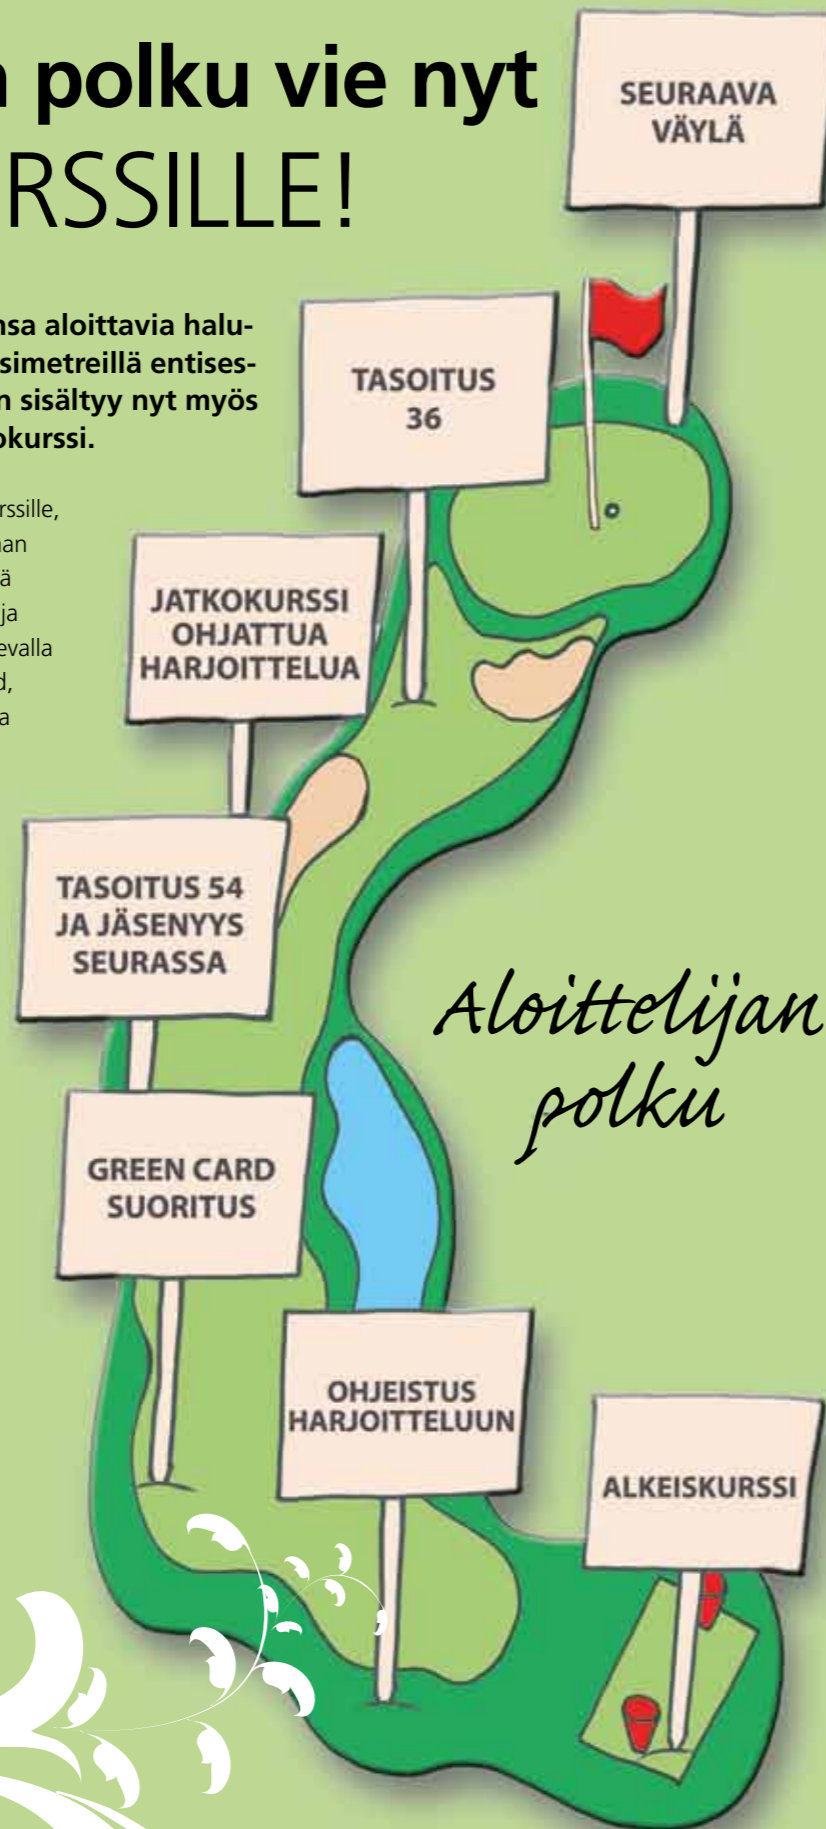 polku vie nyt
RSSILLE!
nsa aloittavia halu-
simetreillä entises-
n sisältyy nyt myös
okurssi.
rssille,
ja
evalla
d,
SEURAAVA
VÄYLÄ
TASOITUS
36
JATKOKURSSI
OHJATTUA
HARJOITTELUA
TASOITUS 54
JA JÄSENYYS
SEURASSA
Aloittelijan
polku
GREEN CARD
SUORITUS
OHJEISTUS
HARJOITTELUUN
ALKEISKURSSI